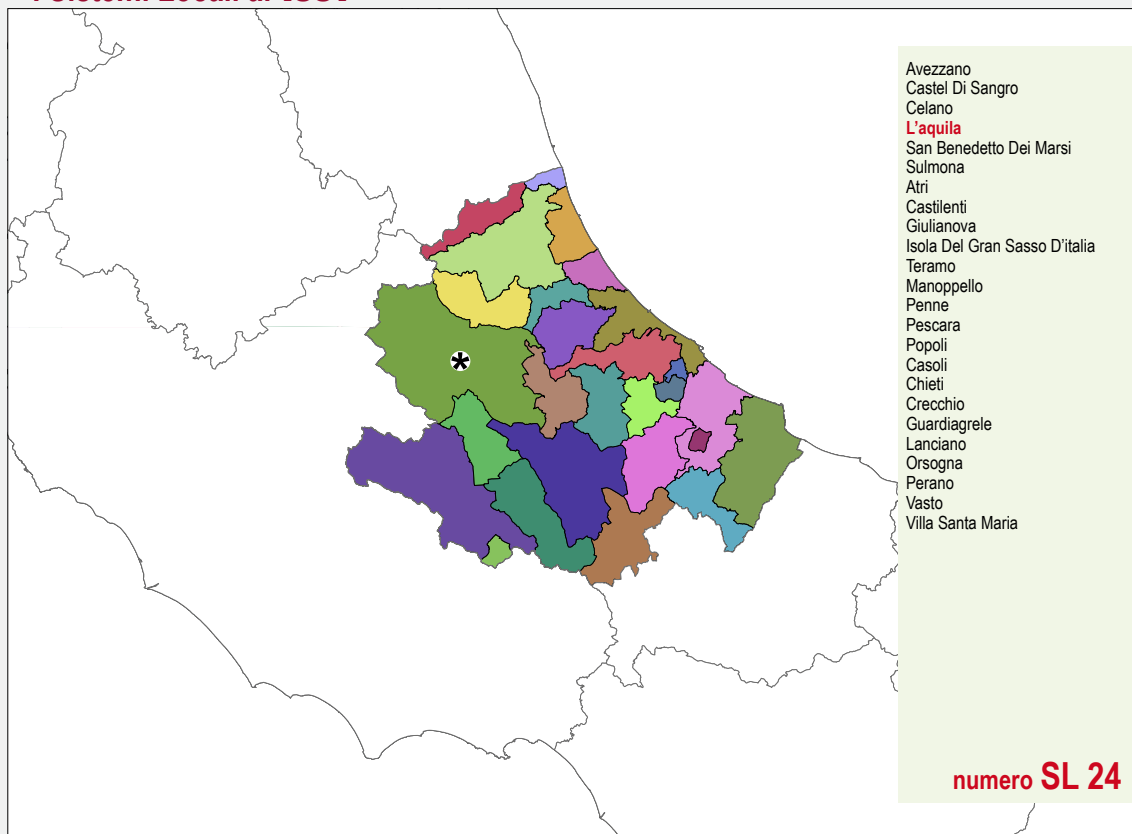 Avezzano
Castel Di Sangro
Celano
L'aquila
San Benedetto Dei Marsi
Sulmona
Atri
Castilenti
Giulianova
Isola Del Gran Sasso D'italia
Teramo
Manoppello
Penne
Pescara
Popoli
Casoli
Chieti
Crecchio
Guardiagrele
Lanciano
Orsogna
Perano
Vasto
Villa Santa Maria
numero SL 24